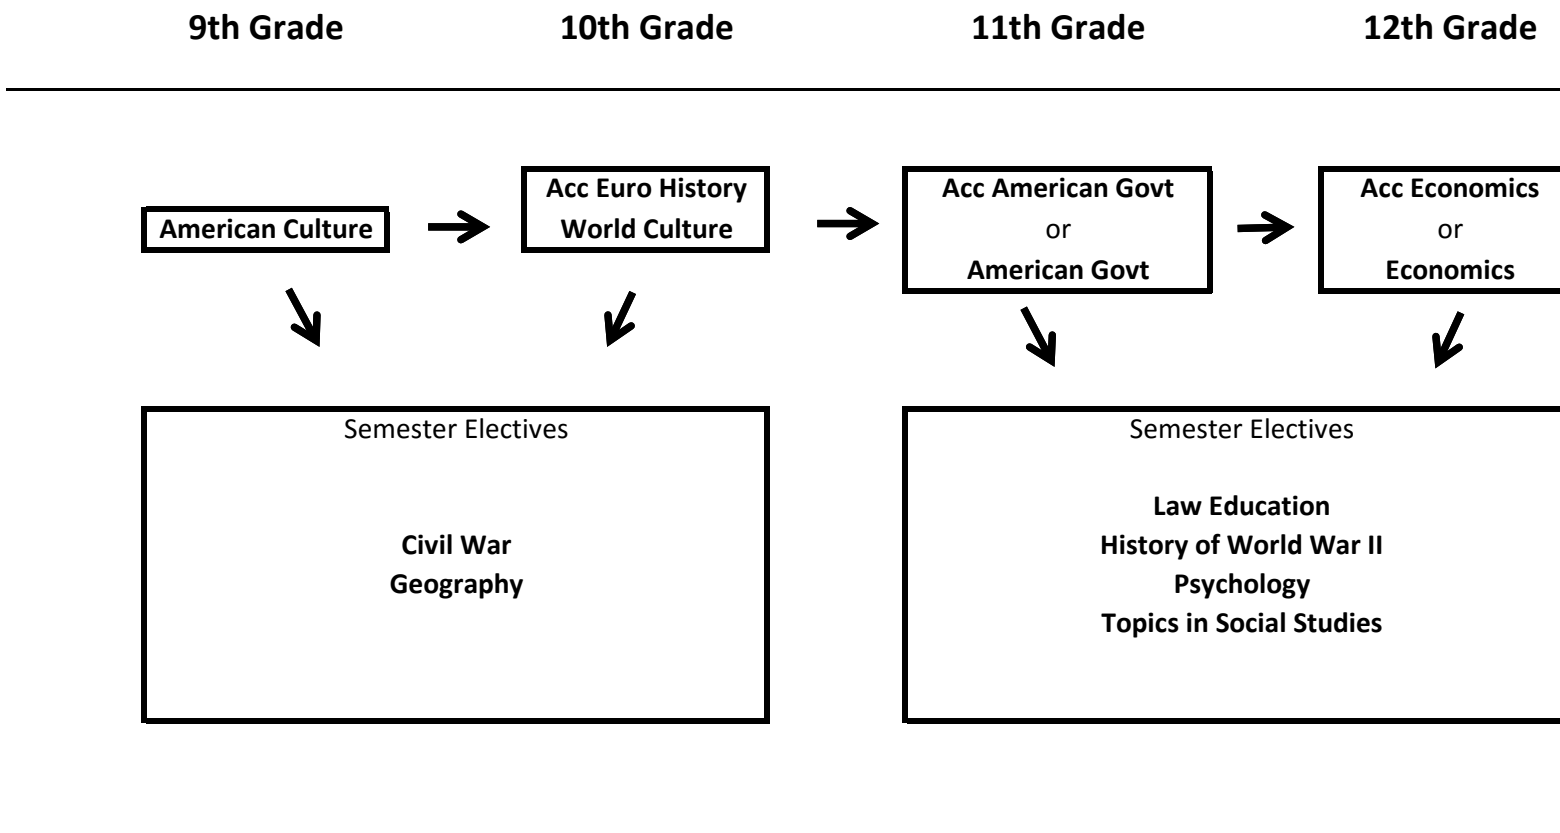 9th Grade 10th Grade 11th Grade 12th Grade
American Culture
Acc Euro History
World Culture
Acc American Govt
or
American Govt
Acc Economics
or
Economics
Semester Electives
Civil War
Geography
Semester Electives
Law Education
History of World War II
Psychology
Topics in Social Studies